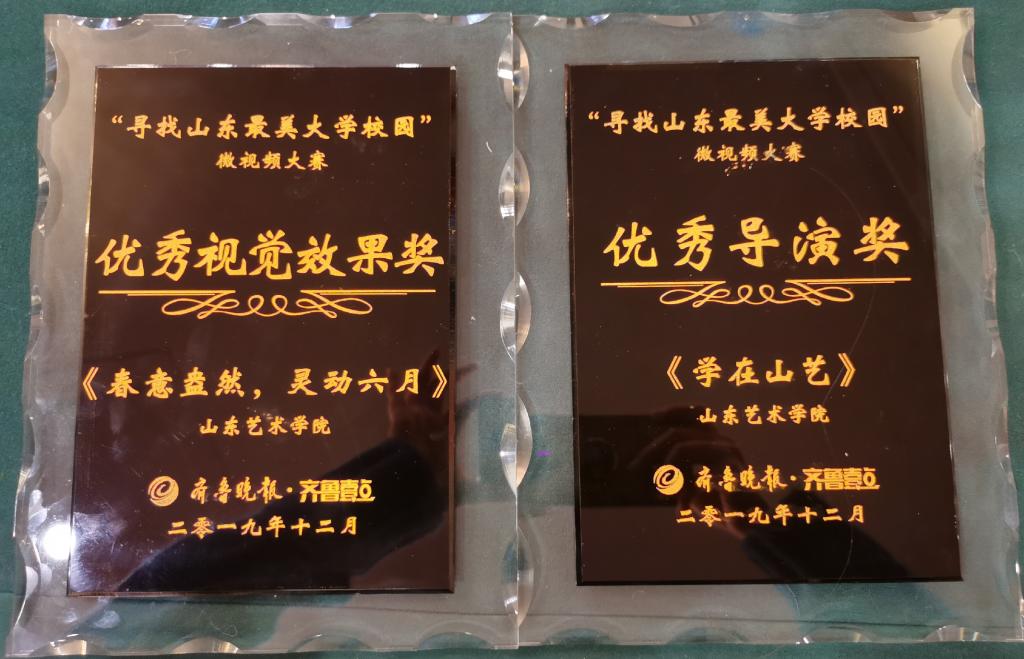 “寻找山东最美大学校园”
微视频大赛
优秀视觉效果奖
《春意盎然，灵动六月》
山东艺术学院
齐鲁晚报·齐鲁壹点
二零一九年十二月
“寻找山东最美大学校园”
微视频大赛
优秀导演奖
《学在山艺》
山东艺术学院
齐鲁晚报·齐鲁壹点
二零一九年十二月